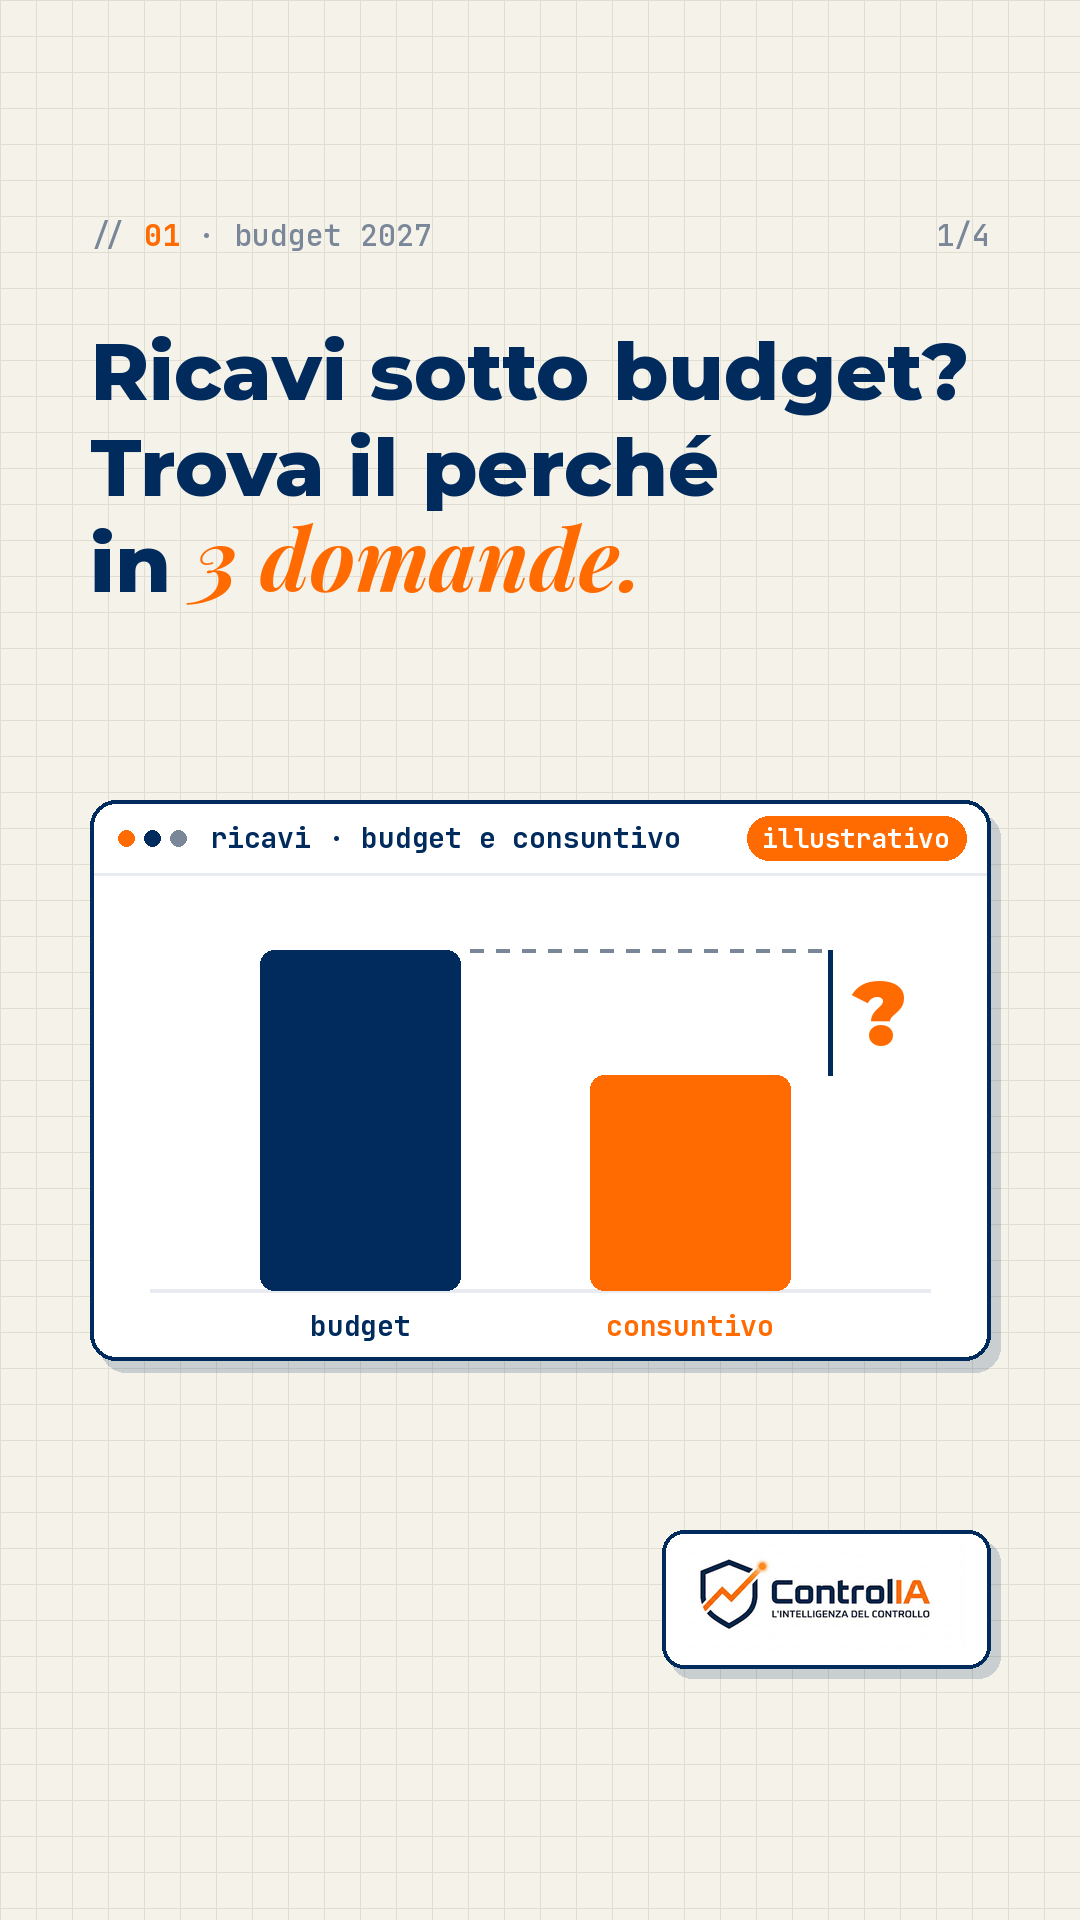 // 01 · budget 2027
1/4
Ricavi sotto budget?
Trova il perché
in 3 domande.
ricavi · budget e consuntivo
illustrativo
?
budget
consuntivo
ControlIA
L'INTELLIGENZA DEL CONTROLLO